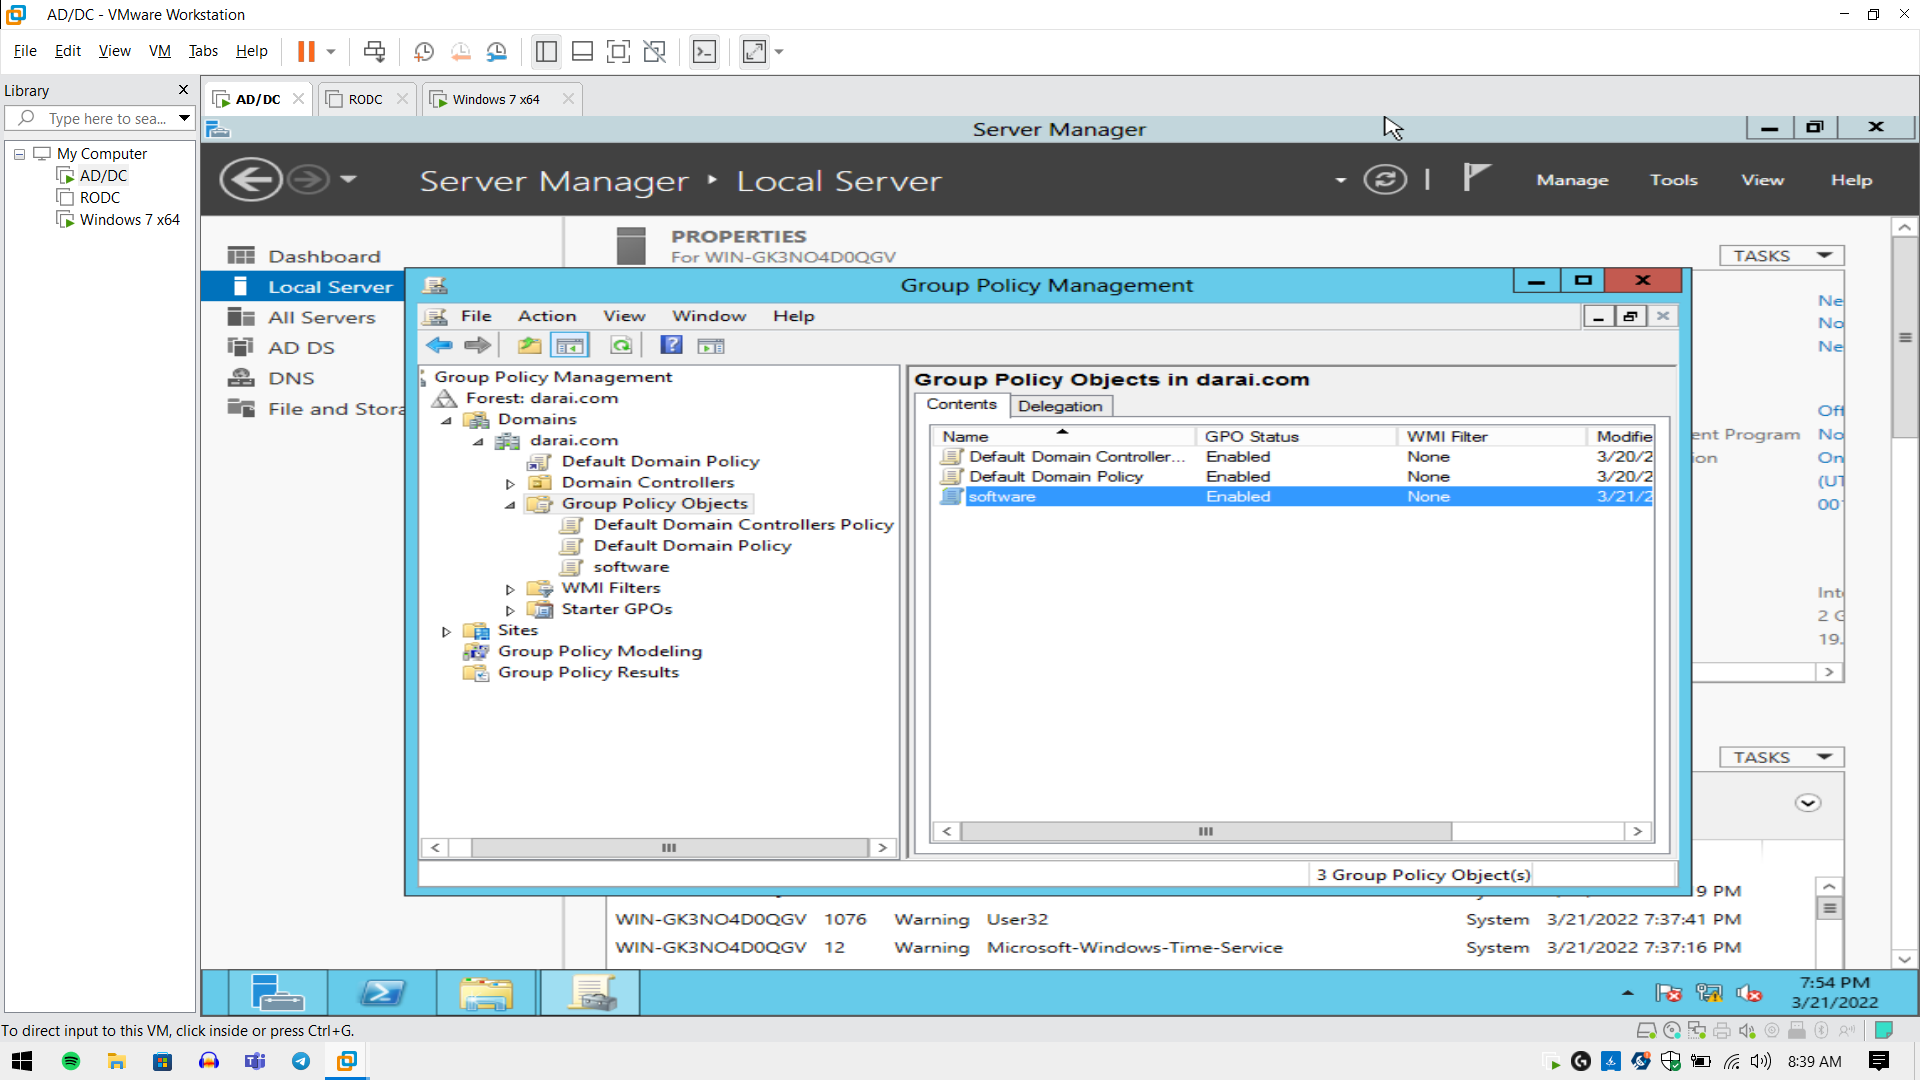 AD/DC - VMware Workstation
File Edit View VM Tabs Help
Library
Type here to sea...
My Computer
AD/DC
RODC
Windows 7 x64
AD/DC RODC Windows 7 x64
Server Manager
Server Manager ‣ Local Server
Manage Tools View Help
Dashboard
Local Server
All Servers
AD DS
DNS
File and Stora
PROPERTIES
For WIN-GK3NO4D0QGV
TASKS
Group Policy Management
File Action View Window Help
Group Policy Management
Forest: darai.com
Domains
darai.com
Default Domain Policy
Domain Controllers
Group Policy Objects
Default Domain Controllers Policy
Default Domain Policy
software
WMI Filters
Starter GPOs
Sites
Group Policy Modeling
Group Policy Results
Group Policy Objects in darai.com
Contents Delegation
Name GPO Status WMI Filter Modifie
Default Domain Controller... Enabled None 3/20/2
Default Domain Policy Enabled None 3/20/2
software Enabled None 3/21/2
3 Group Policy Object(s)
Ne
No
Ne
Off
ent Program No
ion On
(UT
00
Int
2 G
19.
TASKS
9 PM
WIN-GK3NO4D0QGV 1076 Warning User32 System 3/21/2022 7:37:41 PM
WIN-GK3NO4D0QGV 12 Warning Microsoft-Windows-Time-Service System 3/21/2022 7:37:16 PM
7:54 PM
3/21/2022
To direct input to this VM, click inside or press Ctrl+G.
8:39 AM